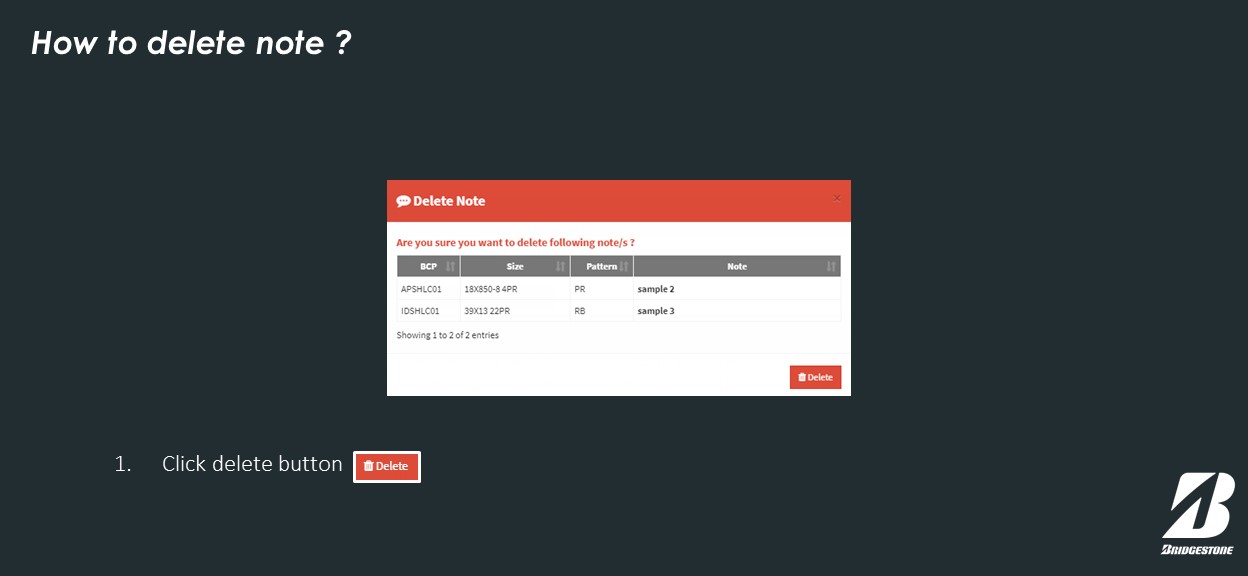 How to delete note ?
Delete Note ×
Are you sure you want to delete following note/s ?
BCP Size Pattern Note
APSHLC01 18X850-8 4PR PR sample 2
IDSHLC01 39X13 22PR RB sample 3
Showing 1 to 2 of 2 entries
Delete
1. Click delete button Delete
BRIDGESTONE